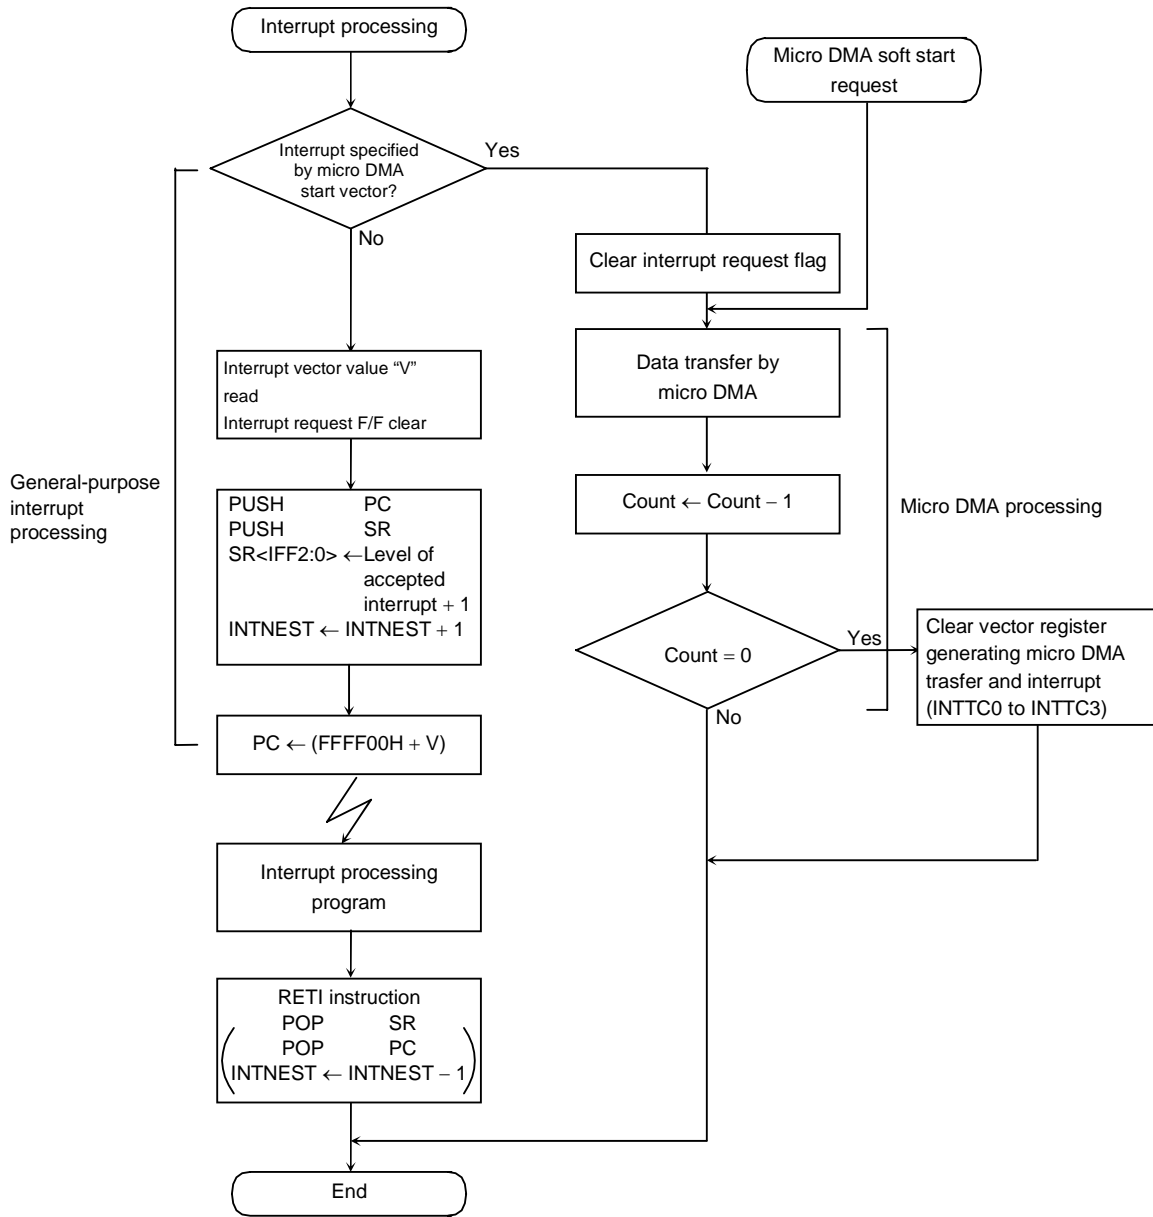 Interrupt processing
Micro DMA soft start
request
Interrupt specified
by micro DMA
start vector?
Yes
No
Clear interrupt request flag
Interrupt vector value “V”
read
Interrupt request F/F clear
Data transfer by
micro DMA
General-purpose
interrupt
processing
PUSH PC
PUSH SR
SR<IFF2:0> ← Level of
accepted
interrupt + 1
INTNEST ← INTNEST + 1
Count ← Count − 1
Micro DMA processing
Count = 0
Yes
No
Clear vector register
generating micro DMA
trasfer and interrupt
(INTTC0 to INTTC3)
PC ← (FFFF00H + V)
Interrupt processing
program
RETI instruction
POP SR
POP PC
INTNEST ← INTNEST − 1
End